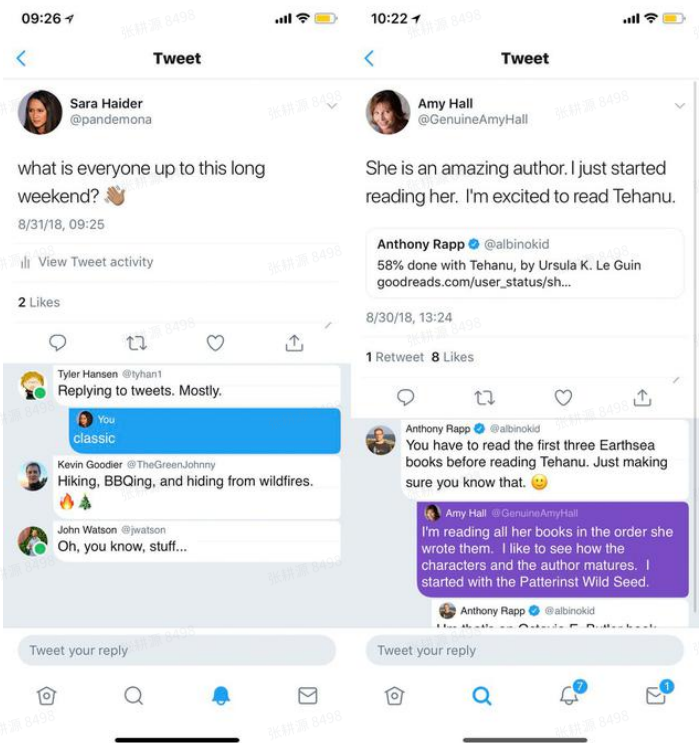 09:26
Tweet
Sara Haider
@pandemona
what is everyone up to this long
weekend? 👋🏽
8/31/18, 09:25
View Tweet activity
2 Likes
Tyler Hansen @tyhan1
Replying to tweets. Mostly.
You
classic
Kevin Goodier @TheGreenJohnny
Hiking, BBQing, and hiding from wildfires.
🔥🌲
John Watson @jwatson
Oh, you know, stuff...
Tweet your reply
10:22
Tweet
Amy Hall
@GenuineAmyHall
She is an amazing author. I just started
reading her. I'm excited to read Tehanu.
Anthony Rapp @albinokid
58% done with Tehanu, by Ursula K. Le Guin
goodreads.com/user_status/sh...
8/30/18, 13:24
1 Retweet 8 Likes
Anthony Rapp @albinokid
You have to read the first three Earthsea
books before reading Tehanu. Just making
sure you know that. 🙂
Amy Hall @GenuineAmyHall
I'm reading all her books in the order she
wrote them. I like to see how the
characters and the author matures. I
started with the Patterinst Wild Seed.
Anthony Rapp @albinokid
Tweet your reply
7
1
张耕源 8498